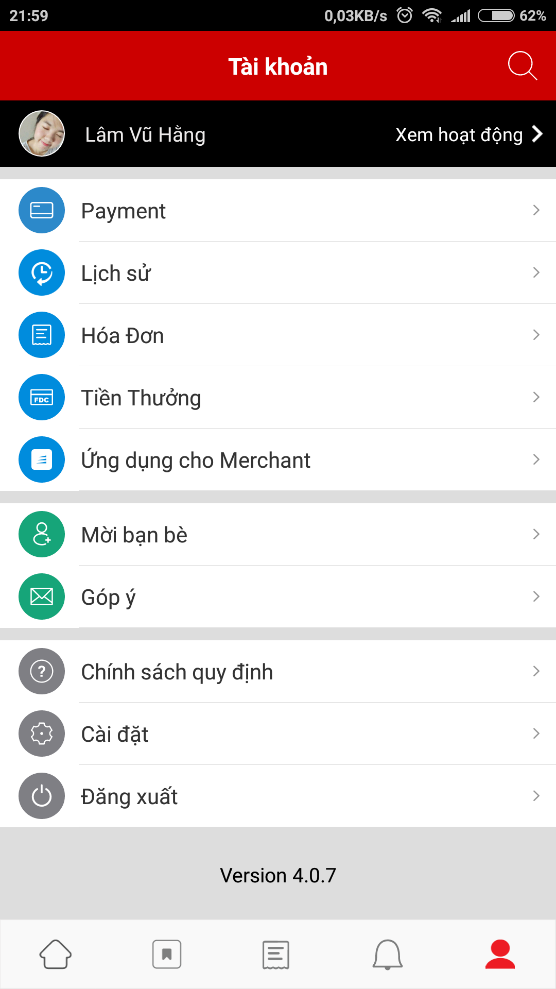 21:59 0,03KB/s 62%
Tài khoản
Lâm Vũ Hằng Xem hoạt động
Payment
Lịch sử
Hóa Đơn
FDC
Tiền Thưởng
Ứng dụng cho Merchant
Mời bạn bè
Góp ý
?
Chính sách quy định
Cài đặt
Đăng xuất
Version 4.0.7